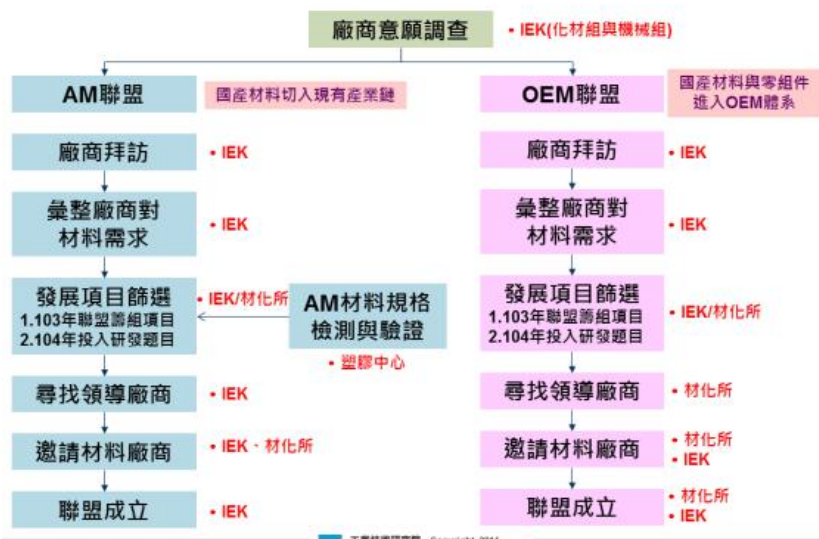 廠商意願調查
• IEK(化材組與機械組)
AM聯盟
國產材料切入現有產業鏈
廠商拜訪
• IEK
彙整廠商對
材料需求
• IEK
發展項目篩選
1.103年聯盟籌組項目
2.104年投入研發題目
• IEK/材化所
AM材料規格
檢測與驗證
• 塑膠中心
尋找領導廠商
• IEK
邀請材料廠商
• IEK、材化所
聯盟成立
• IEK
OEM聯盟
國產材料與零組件
進入OEM體系
廠商拜訪
• IEK
彙整廠商對
材料需求
• IEK
發展項目篩選
1.103年聯盟籌組項目
2.104年投入研發題目
• IEK/材化所
尋找領導廠商
• 材化所
邀請材料廠商
• 材化所
• IEK
聯盟成立
• 材化所
• IEK